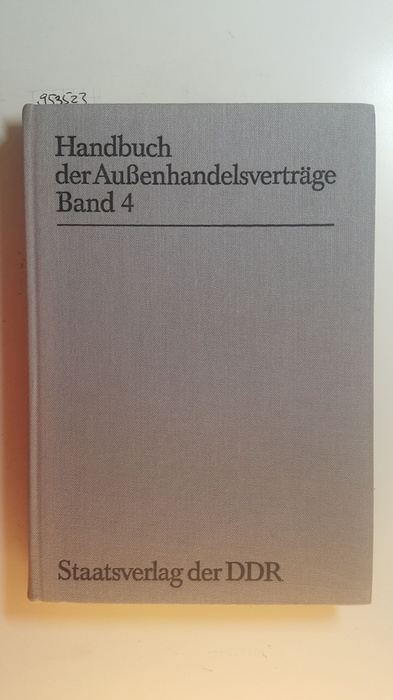 953523
Handbuch
der Außenhandelsverträge
Band 4
Staatsverlag der DDR